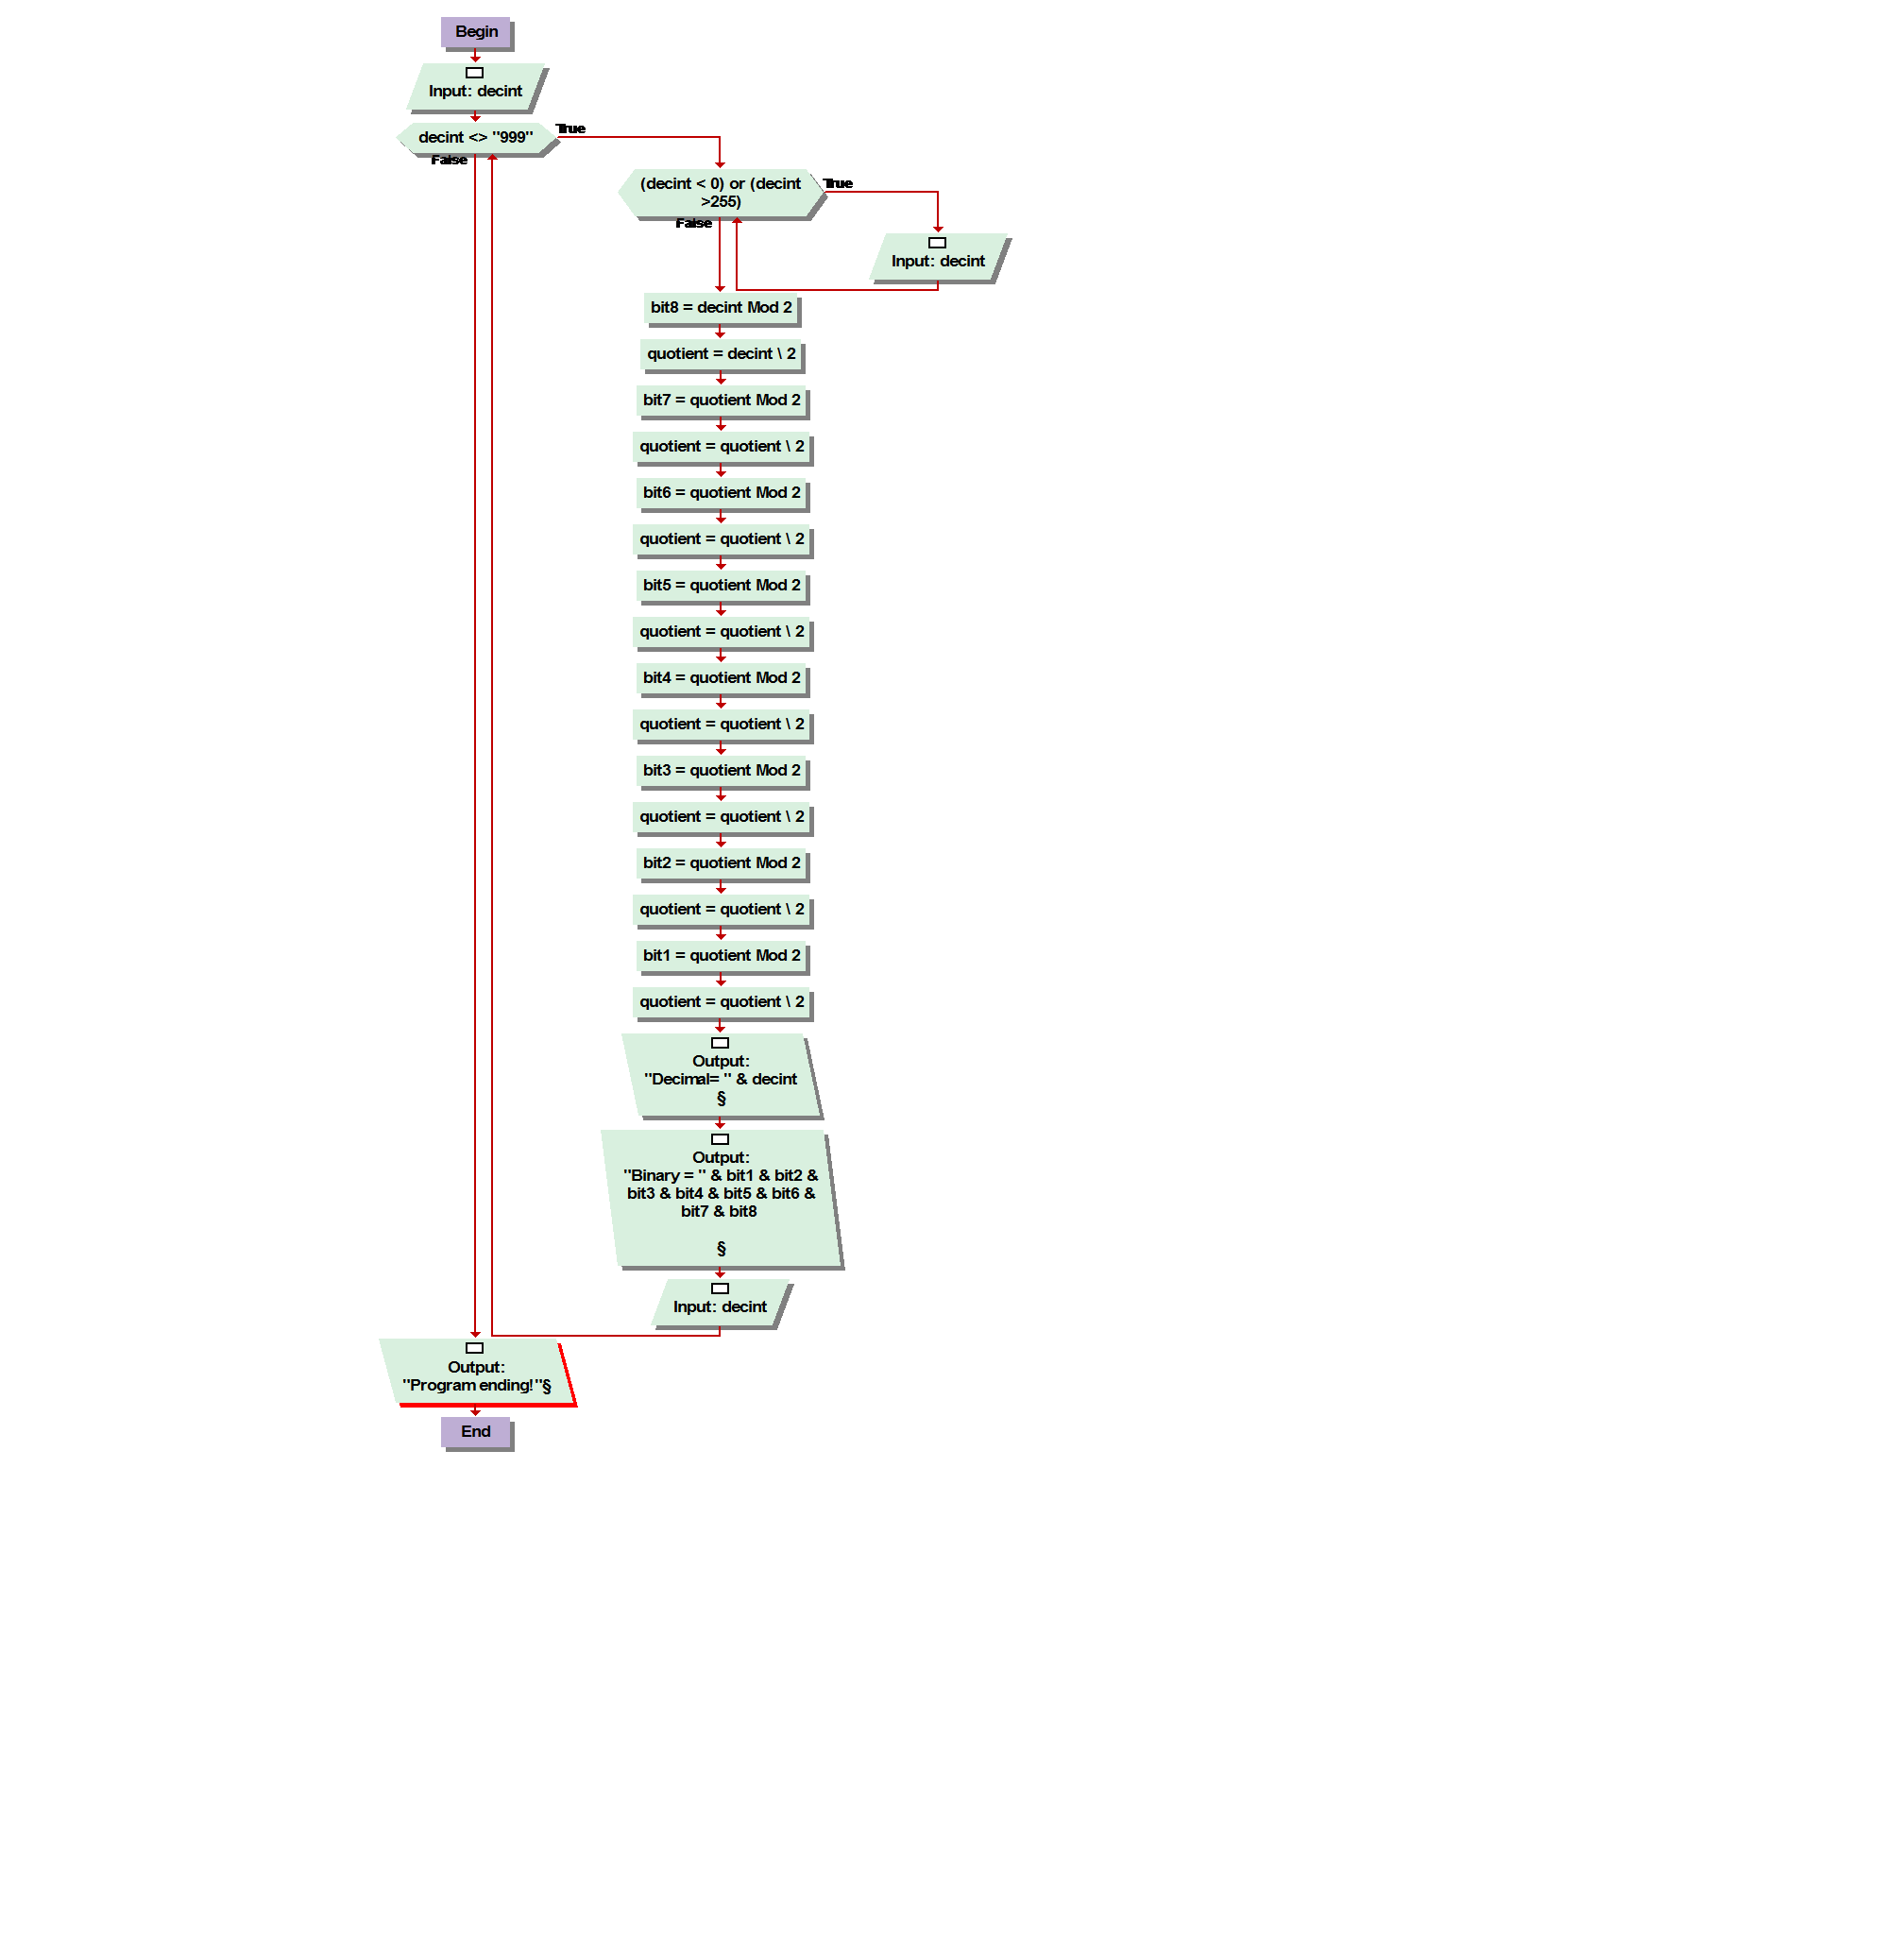 Begin
Input: decint
decint <> "999"
True
False
(decint < 0) or (decint
>255)
True
False
Input: decint
bit8 = decint Mod 2
quotient = decint \ 2
bit7 = quotient Mod 2
quotient = quotient \ 2
bit6 = quotient Mod 2
quotient = quotient \ 2
bit5 = quotient Mod 2
quotient = quotient \ 2
bit4 = quotient Mod 2
quotient = quotient \ 2
bit3 = quotient Mod 2
quotient = quotient \ 2
bit2 = quotient Mod 2
quotient = quotient \ 2
bit1 = quotient Mod 2
quotient = quotient \ 2
Output:
"Decimal= " & decint
§
Output:
"Binary = " & bit1 & bit2 &
bit3 & bit4 & bit5 & bit6 &
bit7 & bit8
§
Input: decint
Output:
"Program ending!"§
End